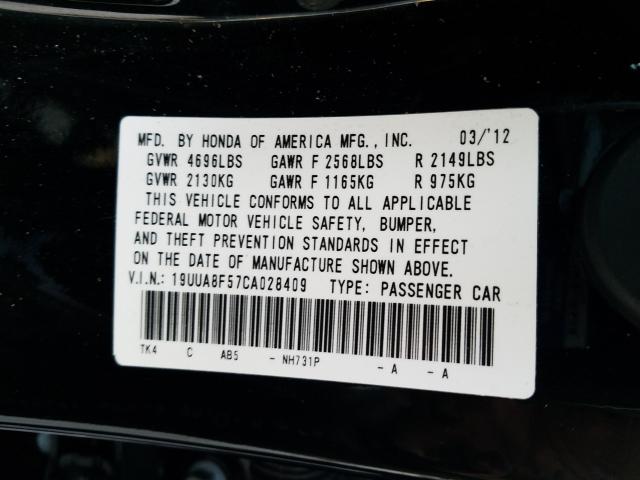 MFD. BY HONDA OF AMERICA MFG., INC. 03/'12
GVWR 4696LBS GAWR F 2568LBS R 2149LBS
GVWR 2130KG GAWR F 1165KG R 975KG
THIS VEHICLE CONFORMS TO ALL APPLICABLE
FEDERAL MOTOR VEHICLE SAFETY, BUMPER,
AND THEFT PREVENTION STANDARDS IN EFFECT
ON THE DATE OF MANUFACTURE SHOWN ABOVE.
V.I.N.: 19UUA8F57CA028409 TYPE: PASSENGER CAR
TK4 C AB5 - NH731P - A - A